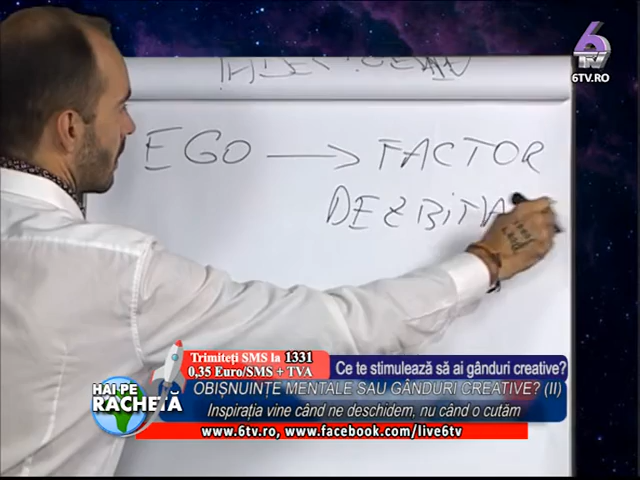 6
TV
6TV.RO
EGO → FACTOR
DEZBITVA
Trimiteți SMS la 1331
0,35 Euro/SMS + TVA
Ce te stimulează să ai gânduri creative?
HAI PE
RACHETĂ
OBIȘNUINȚE MENTALE SAU GÂNDURI CREATIVE? (II)
Inspirația vine când ne deschidem, nu când o cutăm
www.6tv.ro, www.facebook.com/live6tv